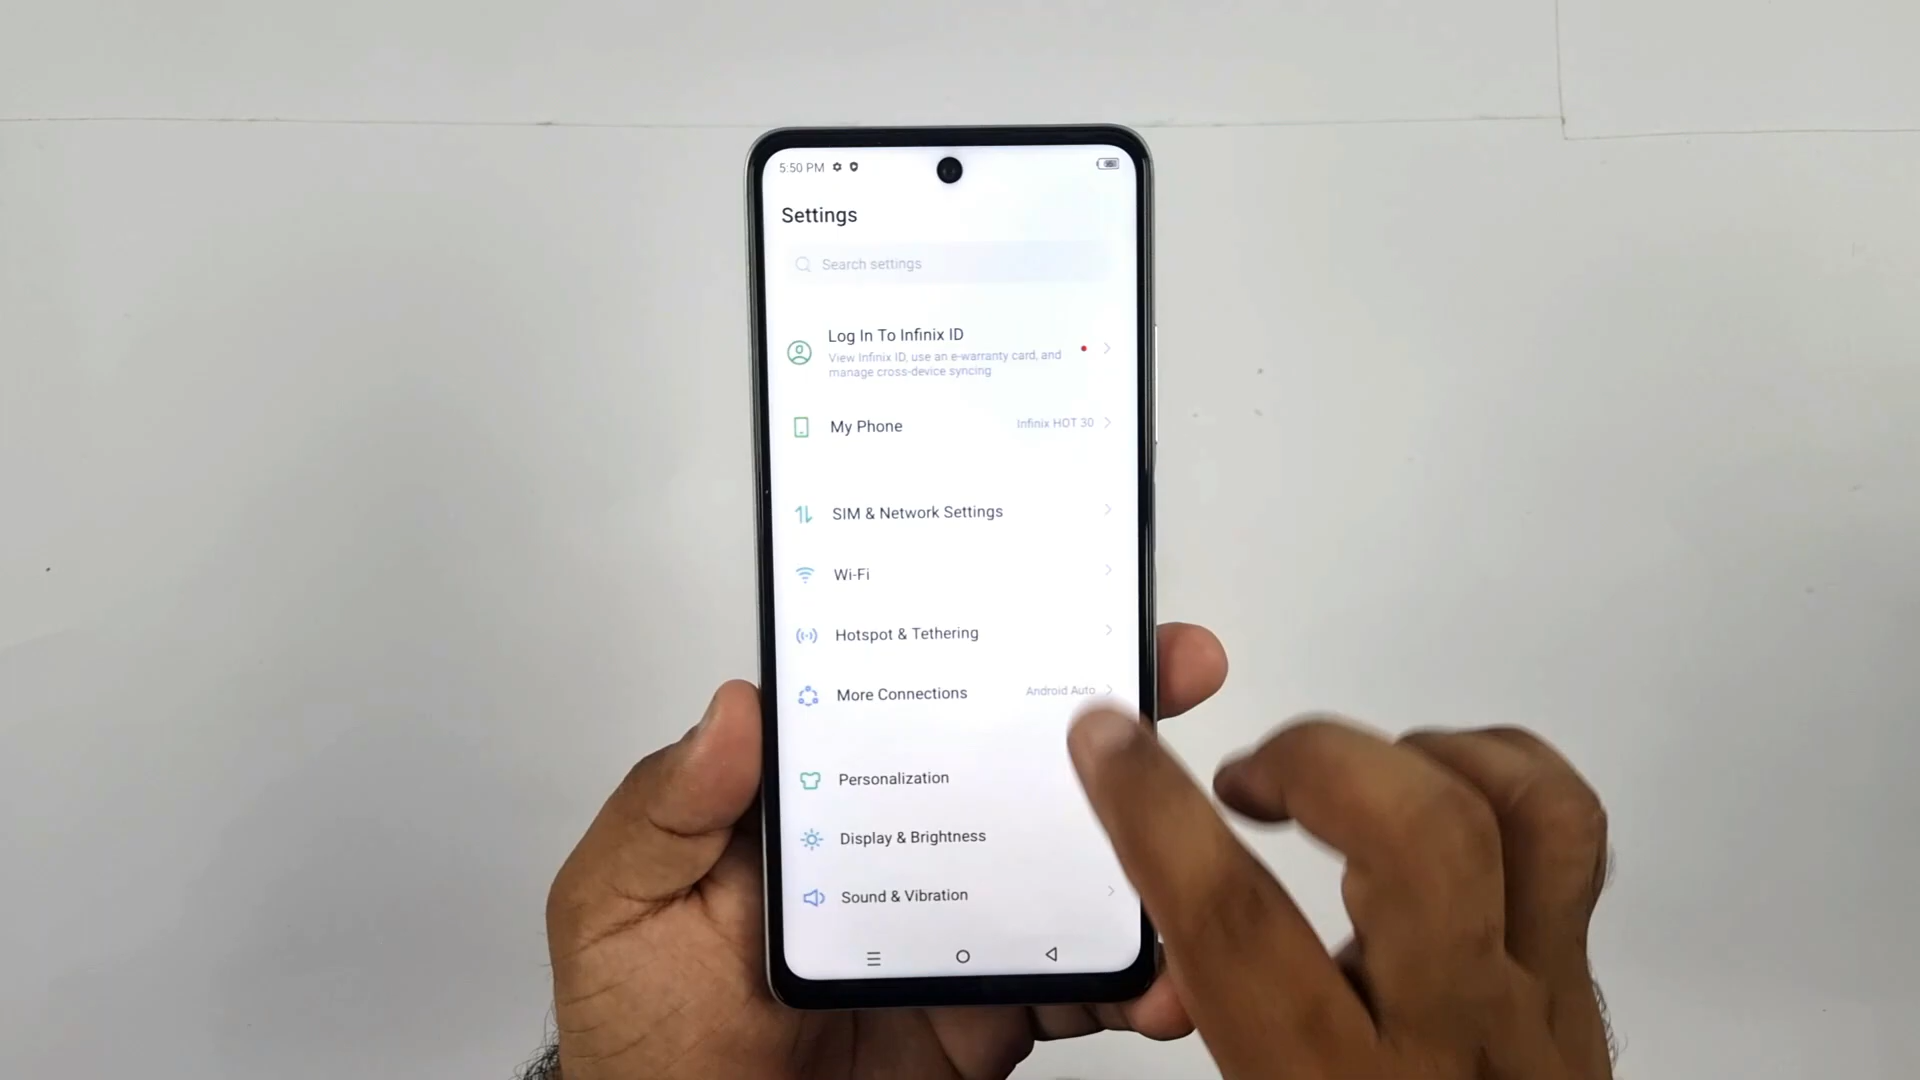 5:50 PM
Settings
Search settings
Log In To Infinix ID
View Infinix ID, use an e-warranty card, and
manage cross-device syncing
My Phone
Infinix HOT 30
SIM & Network Settings
Wi-Fi
Hotspot & Tethering
More Connections
Android Auto
Personalization
Display & Brightness
Sound & Vibration